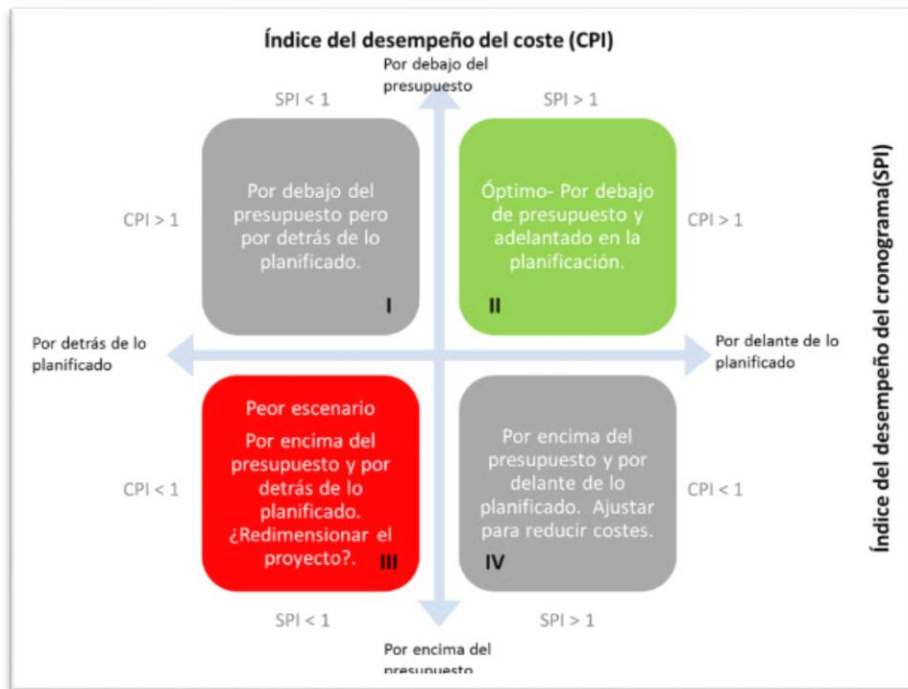 Índice del desempeño del coste (CPI)
Por debajo del
presupuesto
SPI < 1
SPI > 1
CPI > 1
Por debajo del
presupuesto pero
por detrás de lo
planificado.
I
Óptimo- Por debajo
de presupuesto y
adelantado en la
planificación.
II
CPI > 1
Por detrás de lo
planificado
Por delante de lo
planificado
Índice del desempeño del cronograma(SPI)
CPI < 1
Peor escenario
Por encima del
presupuesto y por
detrás de lo
planificado.
¿Redimensionar el
proyecto?.
III
Por encima del
presupuesto y por
delante de lo
planificado. Ajustar
para reducir costes.
IV
CPI < 1
SPI < 1
SPI > 1
Por encima del
presupuesto